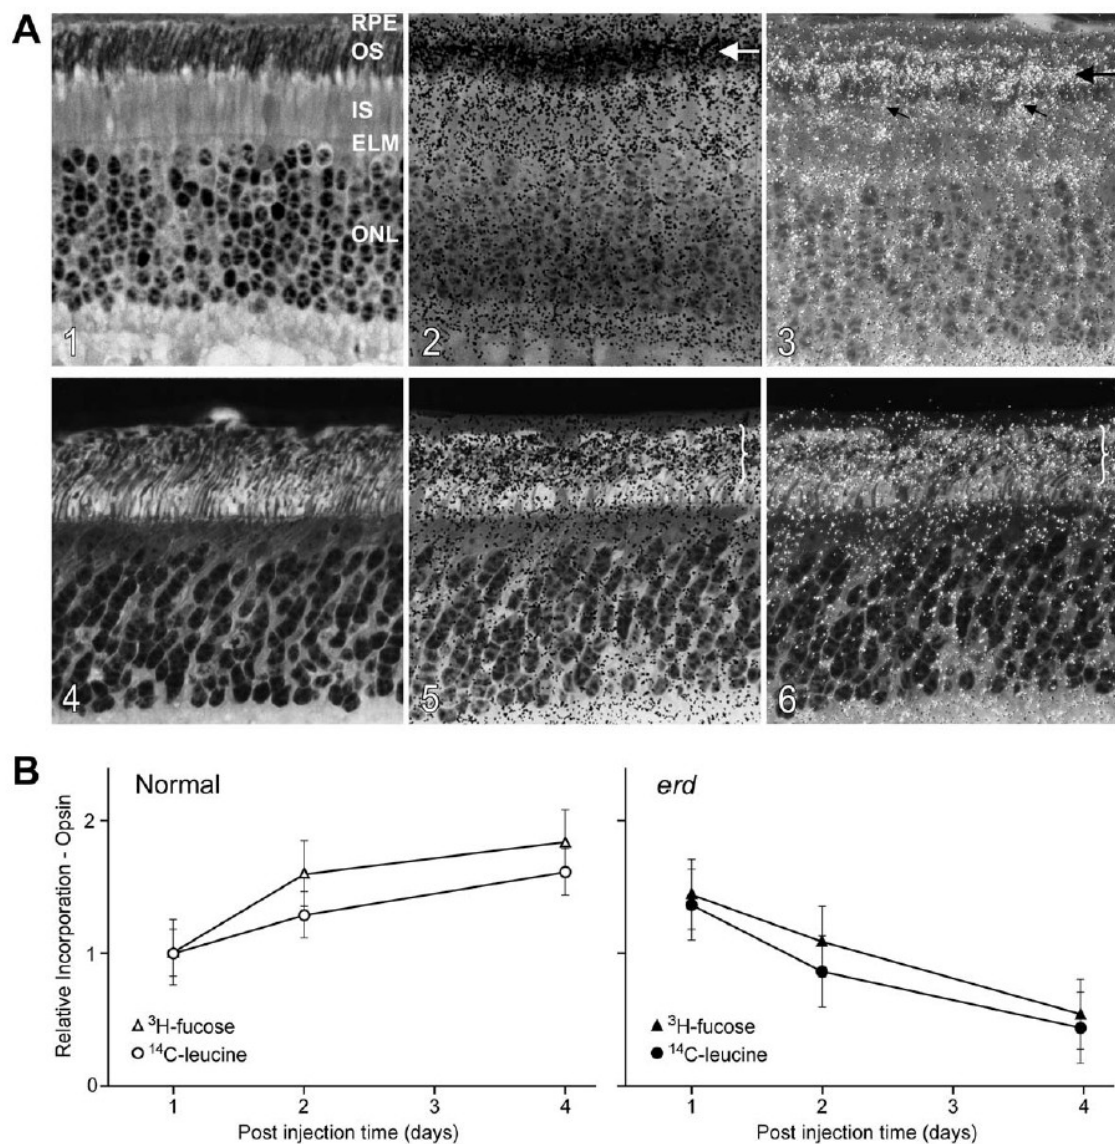 A
RPE
OS
IS
ELM
ONL
1
2
3
4
5
6
B
Normal
erd
Relative Incorporation - Opsin
2
1
0
³H-fucose
¹⁴C-leucine
³H-fucose
¹⁴C-leucine
1 2 3 4
1 2 3 4
Post injection time (days)
Post injection time (days)